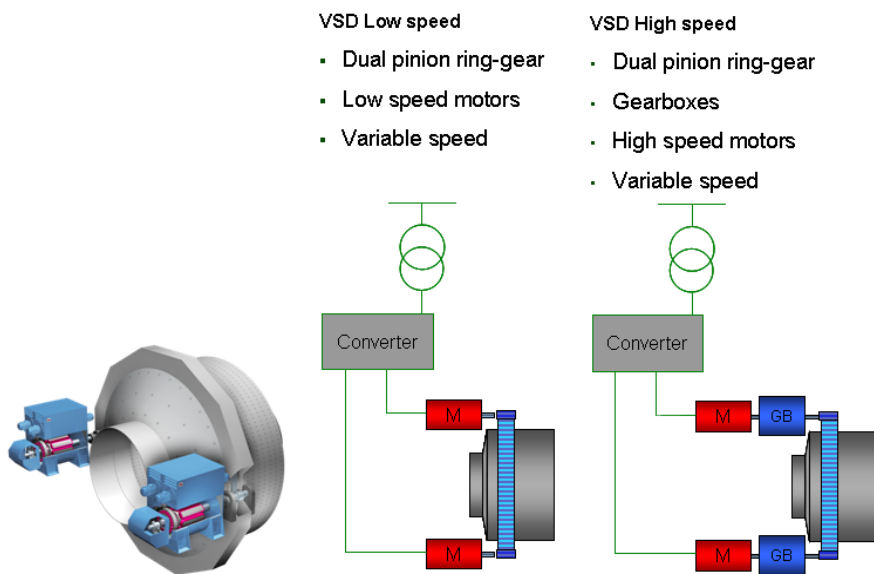 VSD Low speed
Dual pinion ring-gear
Low speed motors
Variable speed
VSD High speed
Dual pinion ring-gear
Gearboxes
High speed motors
Variable speed
Converter
M
M
Converter
M GB
M GB